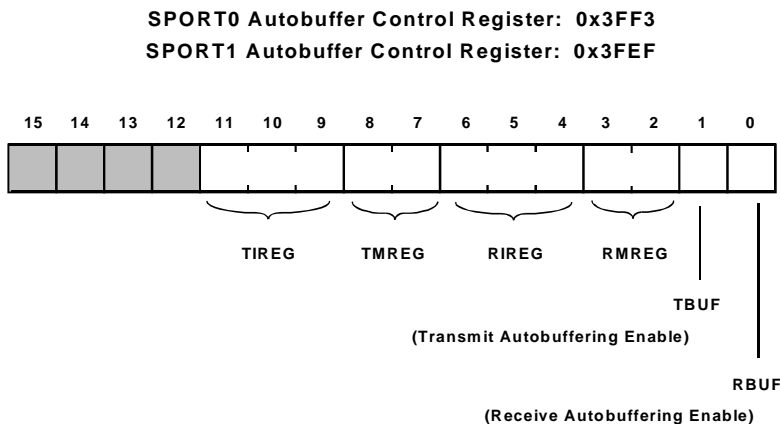 SPORT0 Autobuffer Control Register: 0x3FF3
SPORT1 Autobuffer Control Register: 0x3FEF
15 14 13 12 11 10 9 8 7 6 5 4 3 2 1 0
TIREG TMREG RIREG RMREG
TBUF
(Transmit Autobuffering Enable)
RBUF
(Receive Autobuffering Enable)